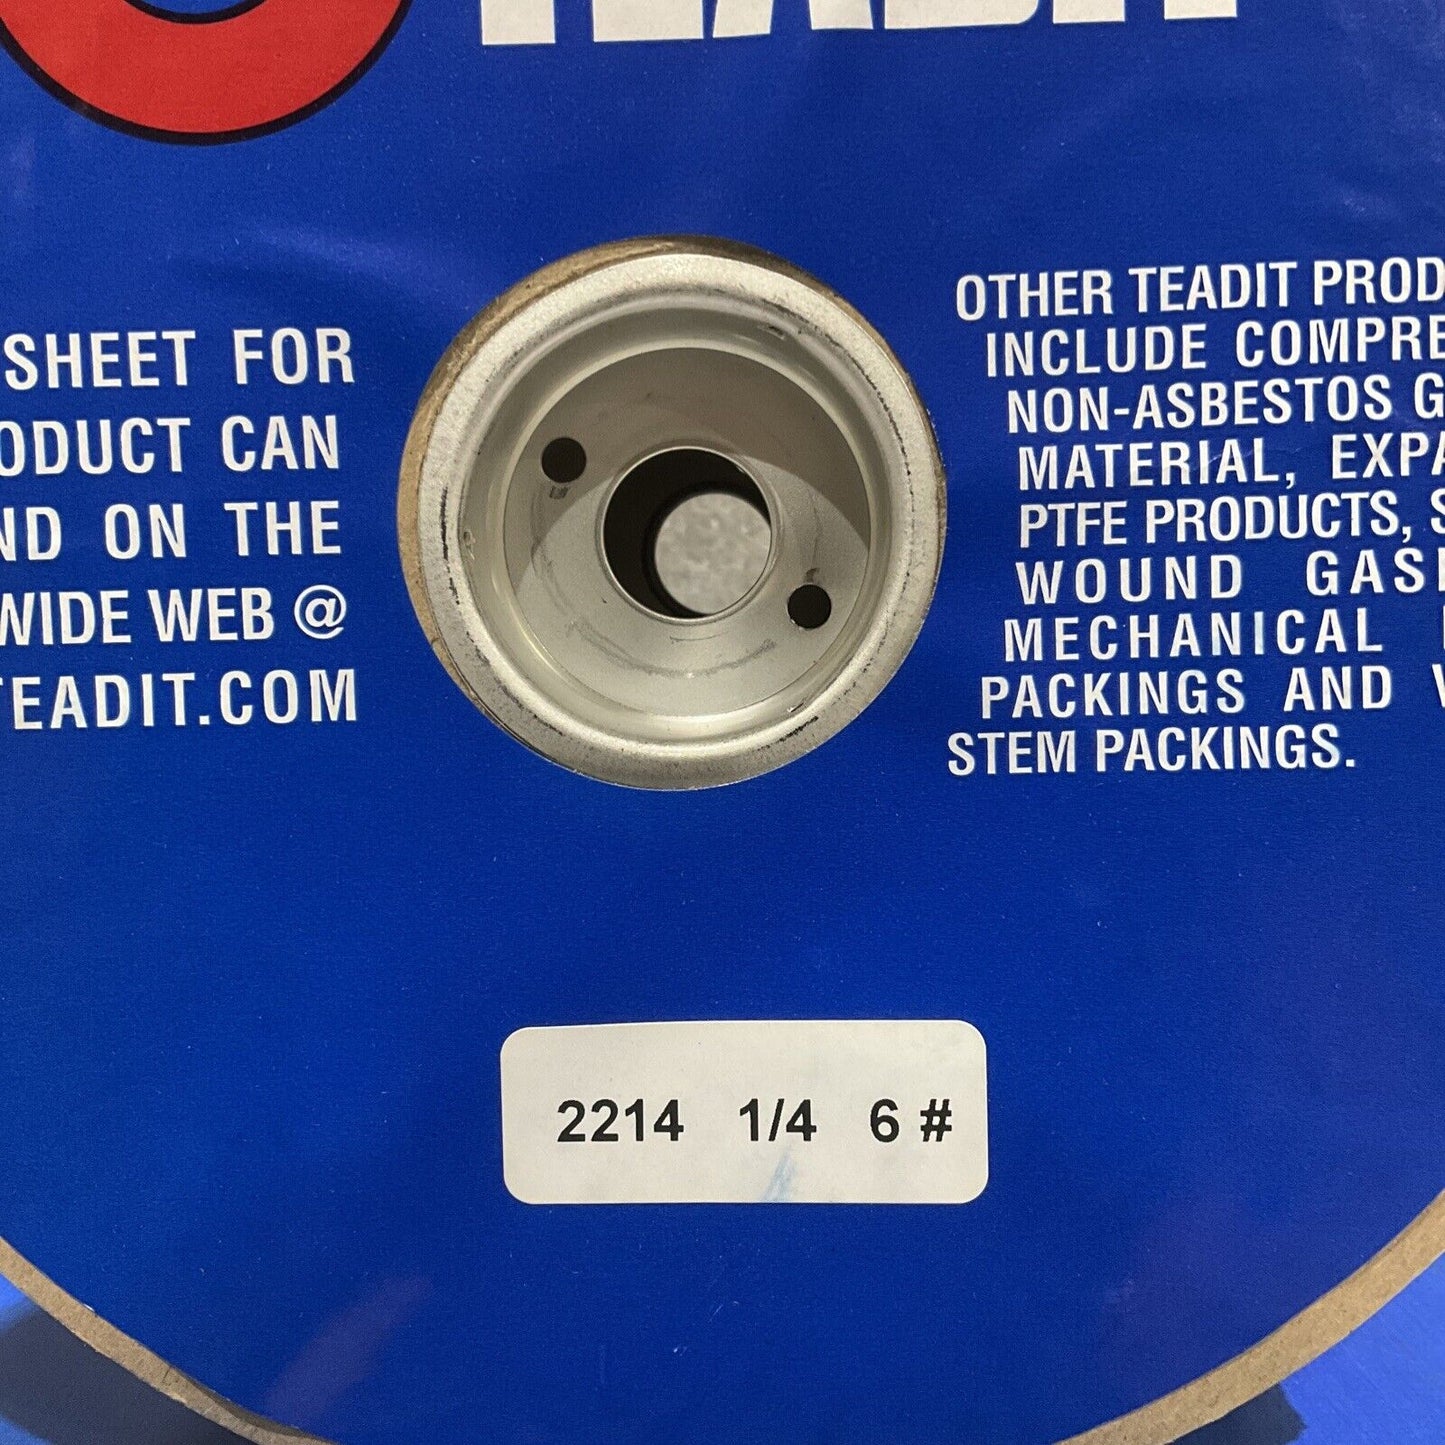 TEADIT
SHEET FOR
ODUCT CAN
ND ON THE
WIDE WEB @
TEADIT.COM
OTHER TEADIT PROD
INCLUDE COMPRE
NON-ASBESTOS G
MATERIAL, EXPA
PTFE PRODUCTS, S
WOUND GAS
MECHANICAL
PACKINGS AND
STEM PACKINGS.
2214 1/4 6 #